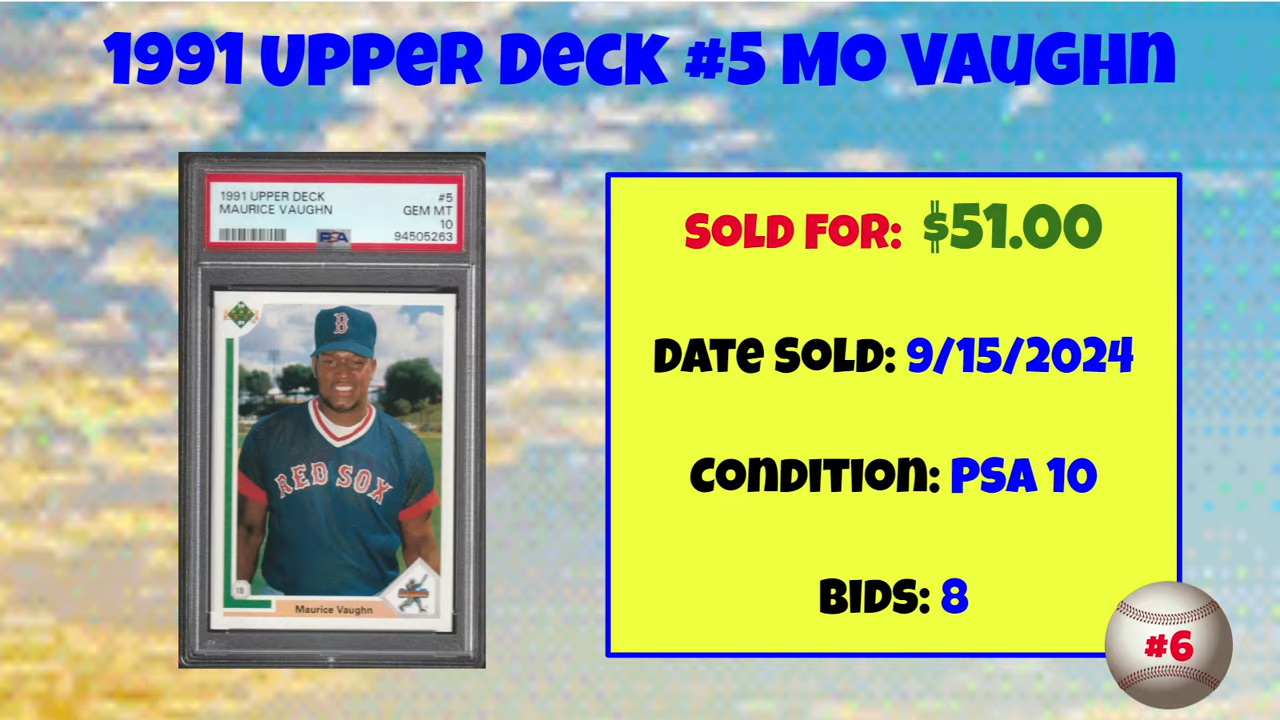 1991 UPPER DECK #5 MO VAUGHN
1991 UPPER DECK #5
MAURICE VAUGHN GEM MT
10
PSA 94505263
B
RED SOX
1B
Maurice Vaughn
SOLD FOR: $51.00
DATE SOLD: 9/15/2024
CONDITION: PSA 10
BIDS: 8
#6